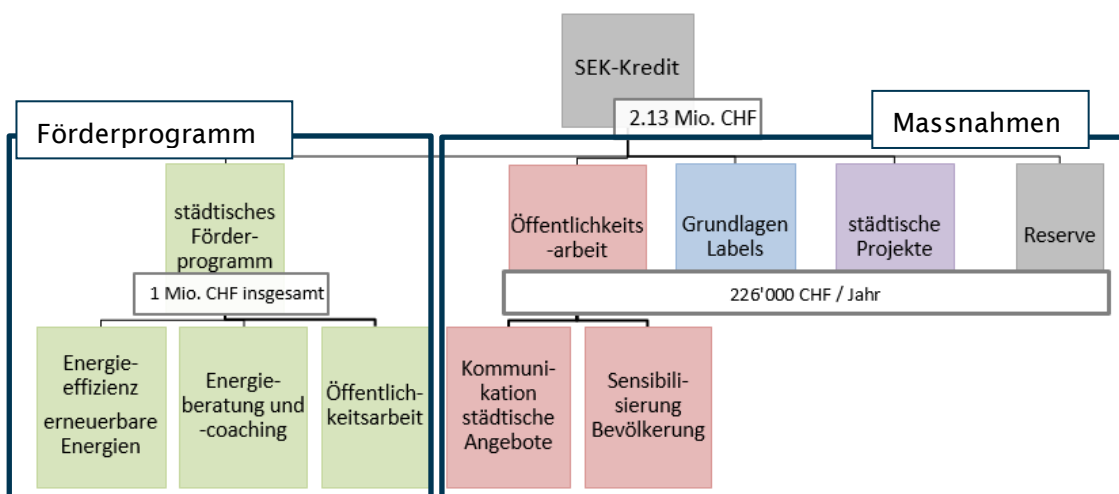 SEK-Kredit
2.13 Mio. CHF
Förderprogramm
Massnahmen
städtisches
Förder-
programm
1 Mio. CHF insgesamt
Energie-
effizienz
erneuerbare
Energien
Energie-
beratung und
-coaching
Öffentlich-
keitsarbeit
Öffentlichkeits
-arbeit
Grundlagen
Labels
städtische
Projekte
Reserve
226'000 CHF / Jahr
Kommuni-
kation
städtische
Angebote
Sensibili-
sierung
Bevölkerung